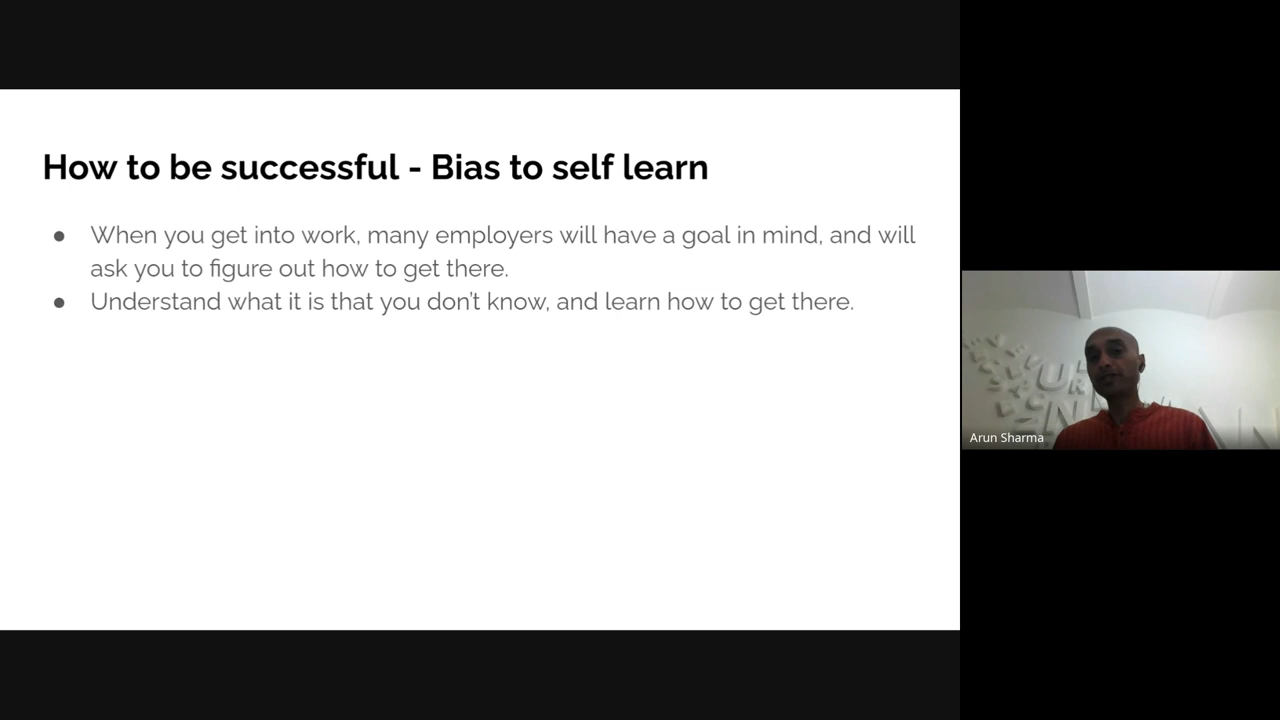 How to be successful - Bias to self learn
● When you get into work, many employers will have a goal in mind, and will
ask you to figure out how to get there.
● Understand what it is that you don't know, and learn how to get there.
Arun Sharma